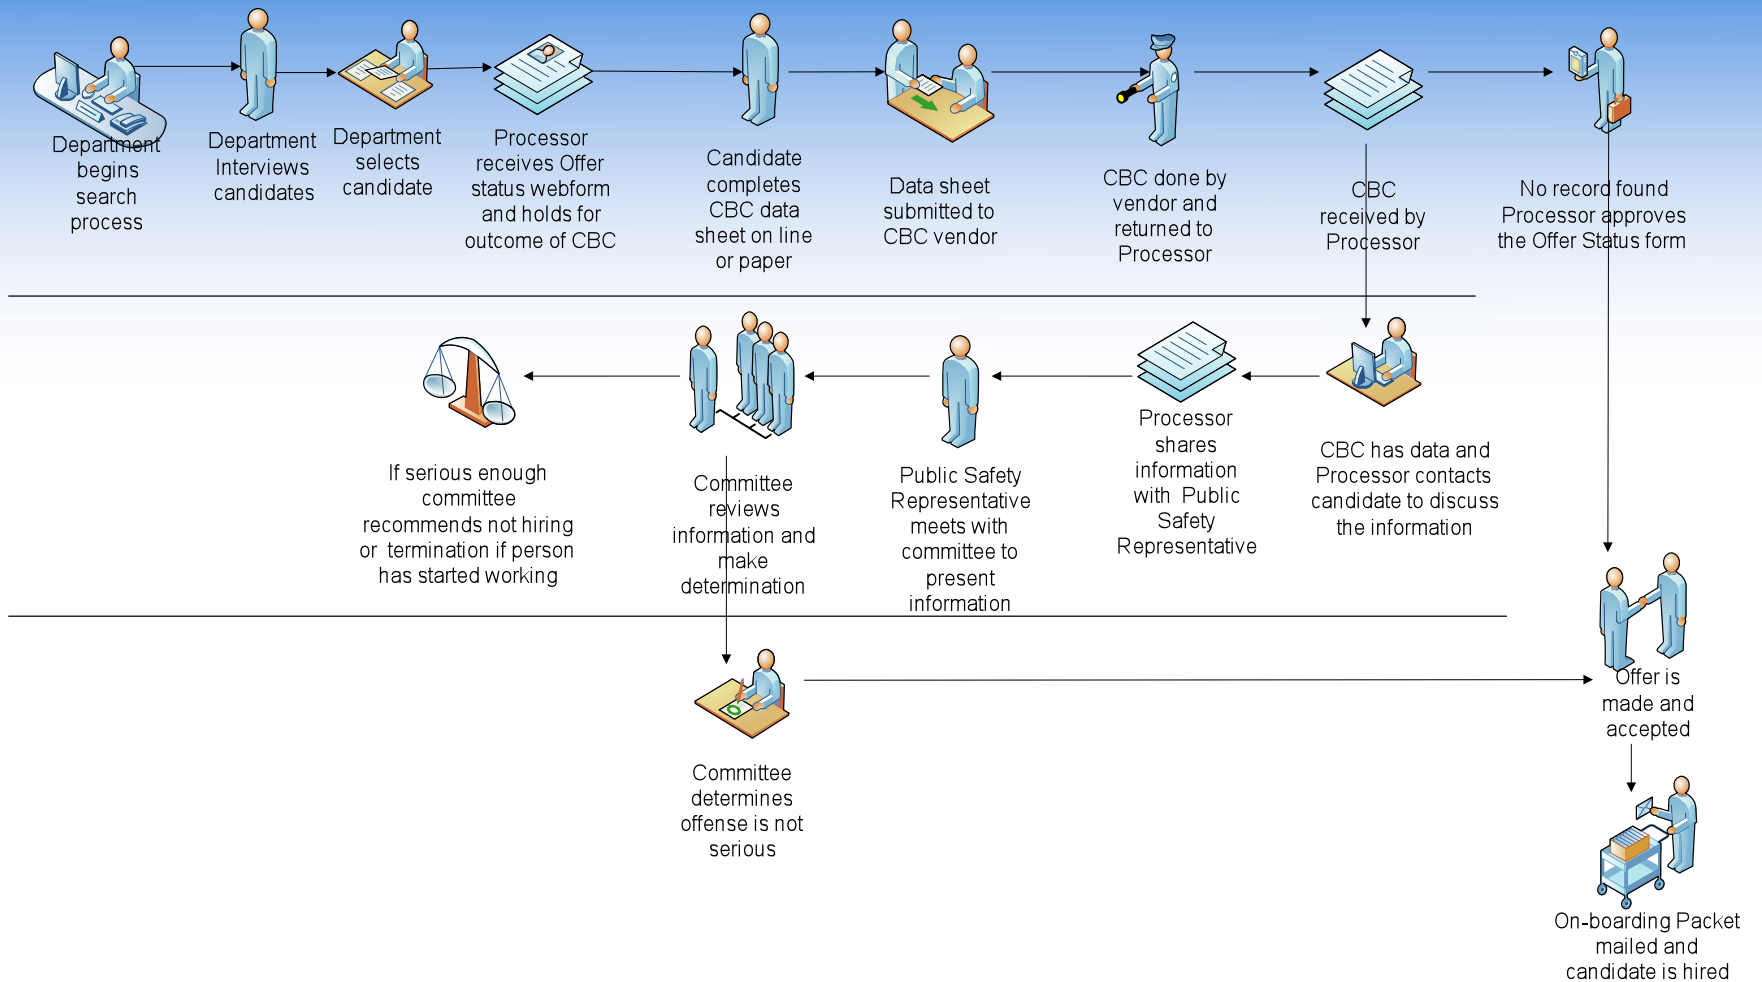 Department
begins
search
process
Department
Interviews
candidates
Department
selects
candidate
Processor
receives Offer
status webform
and holds for
outcome of CBC
Candidate
completes
CBC data
sheet on line
or paper
Data sheet
submitted to
CBC vendor
CBC done by
vendor and
returned to
Processor
CBC
received by
Processor
No record found
Processor approves
the Offer Status form
If serious enough
committee
recommends not hiring
or termination if person
has started working
Committee
reviews
information and
make
determination
Public Safety
Representative
meets with
committee to
present
information
Processor
shares
information
with Public
Safety
Representative
CBC has data and
Processor contacts
candidate to discuss
the information
Offer is
made and
accepted
Committee
determines
offense is not
serious
On-boarding Packet
mailed and
candidate is hired